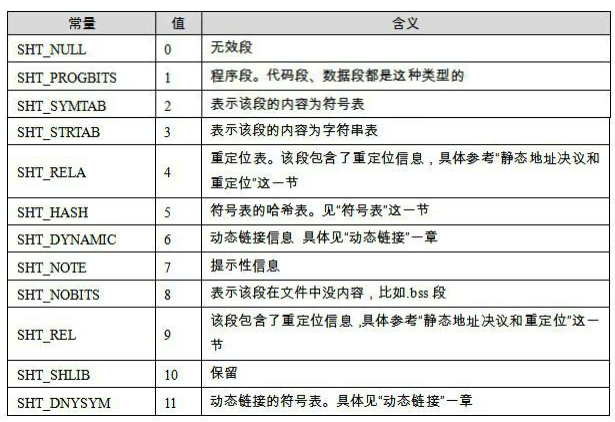 常量 值 含义
SHT_NULL 0 无效段
SHT_PROGBITS 1 程序段。代码段、数据段都是这种类型的
SHT_SYMTAB 2 表示该段的内容为符号表
SHT_STRTAB 3 表示该段的内容为字符串表
SHT_RELA 4 重定位表。该段包含了重定位信息，具体参考“静态地址决议和
重定位”这一节
SHT_HASH 5 符号表的哈希表。见“符号表”这一节
SHT_DYNAMIC 6 动态链接信息 具体见“动态链接”一章
SHT_NOTE 7 提示性信息
SHT_NOBITS 8 表示该段在文件中没内容，比如.bss 段
SHT_REL 9 该段包含了重定位信息,具体参考“静态地址决议和重定位”这一
节
SHT_SHLIB 10 保留
SHT_DNYSYM 11 动态链接的符号表。具体见“动态链接”一章